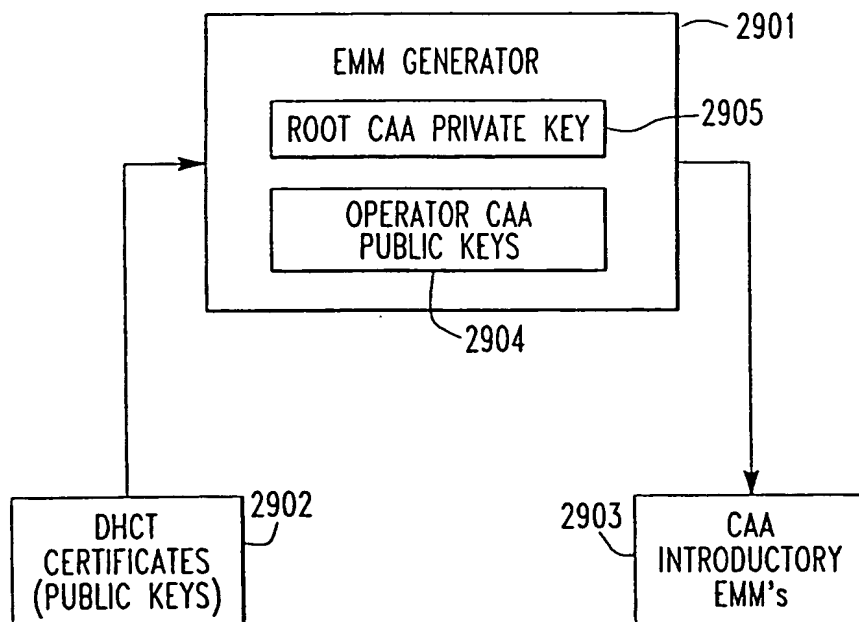 2901
EMM GENERATOR
ROOT CAA PRIVATE KEY
2905
OPERATOR CAA
PUBLIC KEYS
2904
DHCT
CERTIFICATES
(PUBLIC KEYS)
2902
2903
CAA
INTRODUCTORY
EMM's